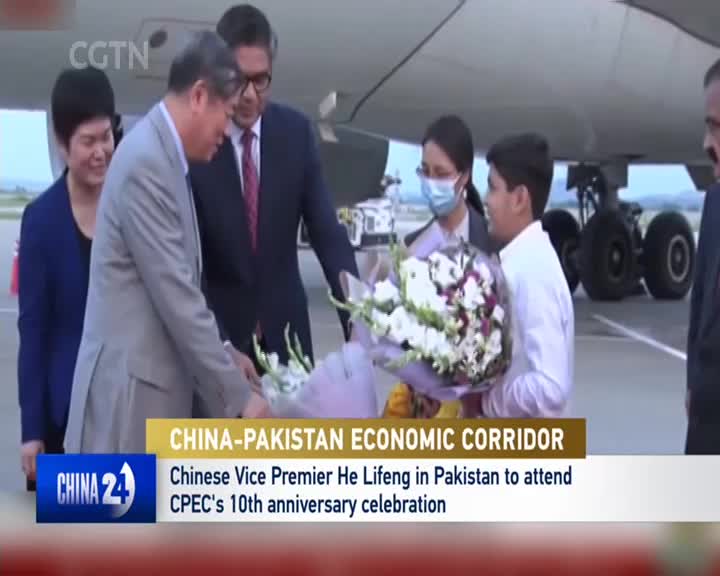 CGTN
CHINA-PAKISTAN ECONOMIC CORRIDOR
CHINA 24
Chinese Vice Premier He Lifeng in Pakistan to attend
CPEC's 10th anniversary celebration